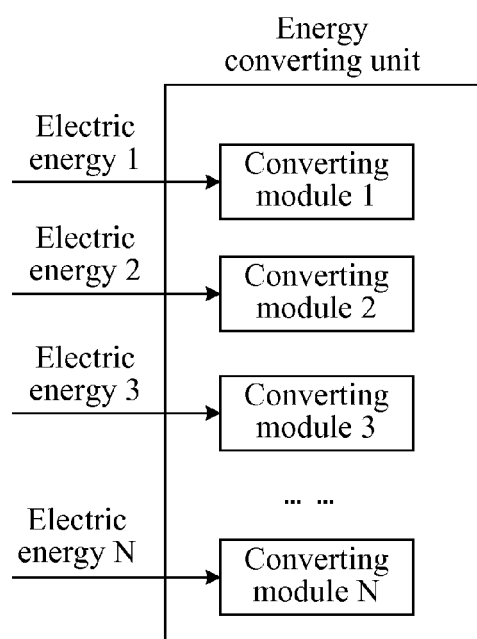 Energy
converting unit
Electric
energy 1
Converting
module 1
Electric
energy 2
Converting
module 2
Electric
energy 3
Converting
module 3
... ...
Electric
energy N
Converting
module N